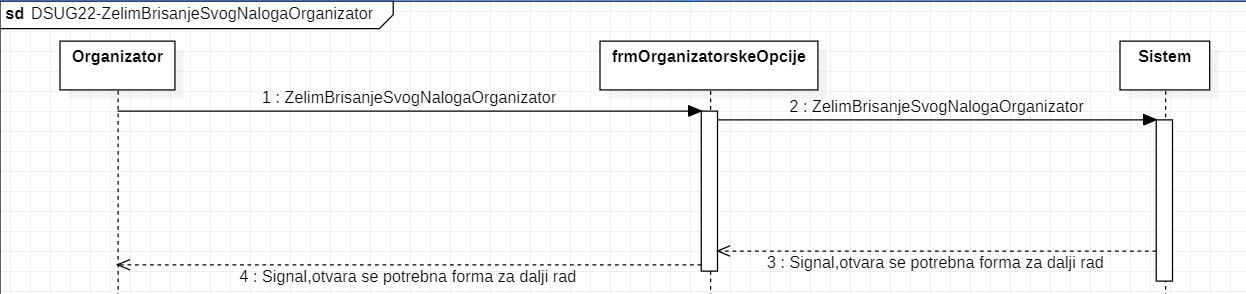 sd DSUG22-ZelimBrisanjeSvogNalogaOrganizator
Organizator
frmOrganizatorskeOpcije
Sistem
1 : ZelimBrisanjeSvogNalogaOrganizator
2 : ZelimBrisanjeSvogNalogaOrganizator
3 : Signal,otvara se potrebna forma za dalji rad
4 : Signal,otvara se potrebna forma za dalji rad